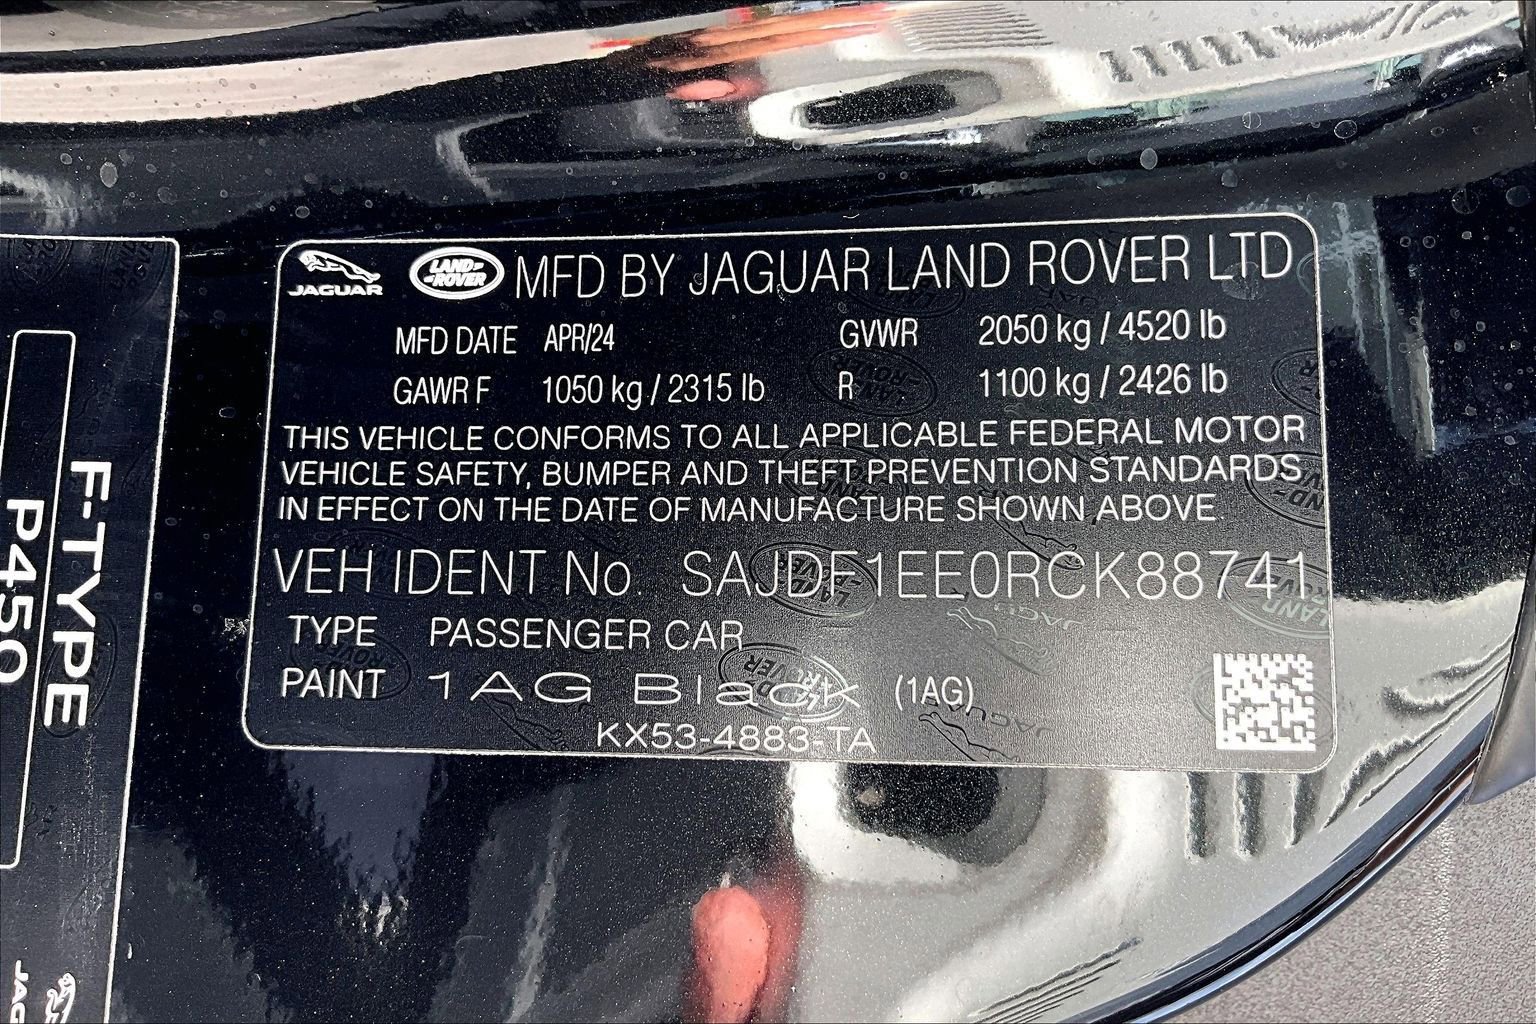 JAGUAR LAND ROVER MFD BY JAGUAR LAND ROVER LTD
MFD DATE APR/24 GVWR 2050 kg / 4520 lb
GAWR F 1050 kg / 2315 lb R 1100 kg / 2426 lb
THIS VEHICLE CONFORMS TO ALL APPLICABLE FEDERAL MOTOR
VEHICLE SAFETY, BUMPER AND THEFT PREVENTION STANDARDS
IN EFFECT ON THE DATE OF MANUFACTURE SHOWN ABOVE
VEH IDENT No. SAJDF1EE0RCK88741
TYPE PASSENGER CAR
PAINT 1AG Black (1AG)
KX53-4883-TA
F-TYPE
P450